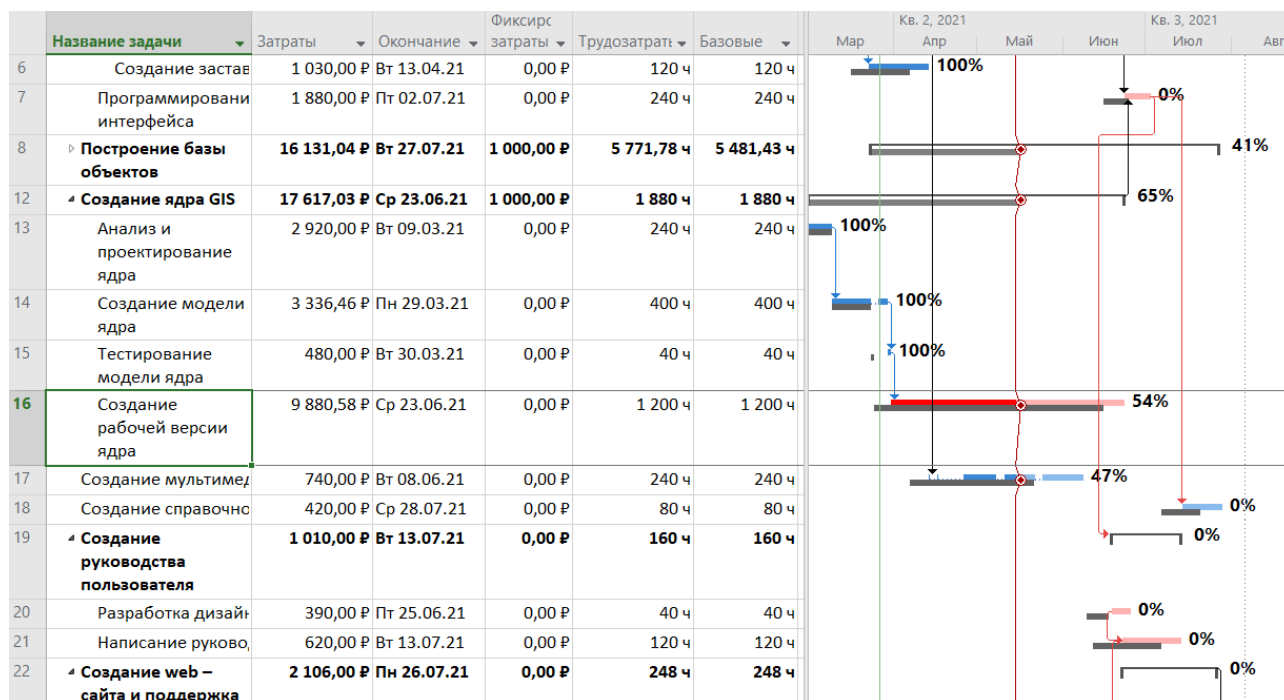 Фиксирс
Название задачи Затраты Окончание затраты Трудозатрать Базовые
Кв. 2, 2021 Кв. 3, 2021
Мар Апр Май Июн Июл Авг
6 Создание застав 1 030,00 ₽ Вт 13.04.21 0,00 ₽ 120 ч 120 ч 100%
7 Программировани 1 880,00 ₽ Пт 02.07.21 0,00 ₽ 240 ч 240 ч 0%
интерфейса
8 Построение базы 16 131,04 ₽ Вт 27.07.21 1 000,00 ₽ 5 771,78 ч 5 481,43 ч 41%
объектов
12 Создание ядра GIS 17 617,03 ₽ Ср 23.06.21 1 000,00 ₽ 1 880 ч 1 880 ч 65%
13 Анализ и 2 920,00 ₽ Вт 09.03.21 0,00 ₽ 240 ч 240 ч 100%
проектирование
ядра
14 Создание модели 3 336,46 ₽ Пн 29.03.21 0,00 ₽ 400 ч 400 ч 100%
ядра
15 Тестирование 480,00 ₽ Вт 30.03.21 0,00 ₽ 40 ч 40 ч 100%
модели ядра
16 Создание 9 880,58 ₽ Ср 23.06.21 0,00 ₽ 1 200 ч 1 200 ч 54%
рабочей версии
ядра
17 Создание мультимед 740,00 ₽ Вт 08.06.21 0,00 ₽ 240 ч 240 ч 47%
18 Создание справочно 420,00 ₽ Ср 28.07.21 0,00 ₽ 80 ч 80 ч 0%
19 Создание 1 010,00 ₽ Вт 13.07.21 0,00 ₽ 160 ч 160 ч 0%
руководства
пользователя
20 Разработка дизайн 390,00 ₽ Пт 25.06.21 0,00 ₽ 40 ч 40 ч 0%
21 Написание руково 620,00 ₽ Вт 13.07.21 0,00 ₽ 120 ч 120 ч 0%
22 Создание web – 2 106,00 ₽ Пн 26.07.21 0,00 ₽ 248 ч 248 ч 0%
сайта и поддержка